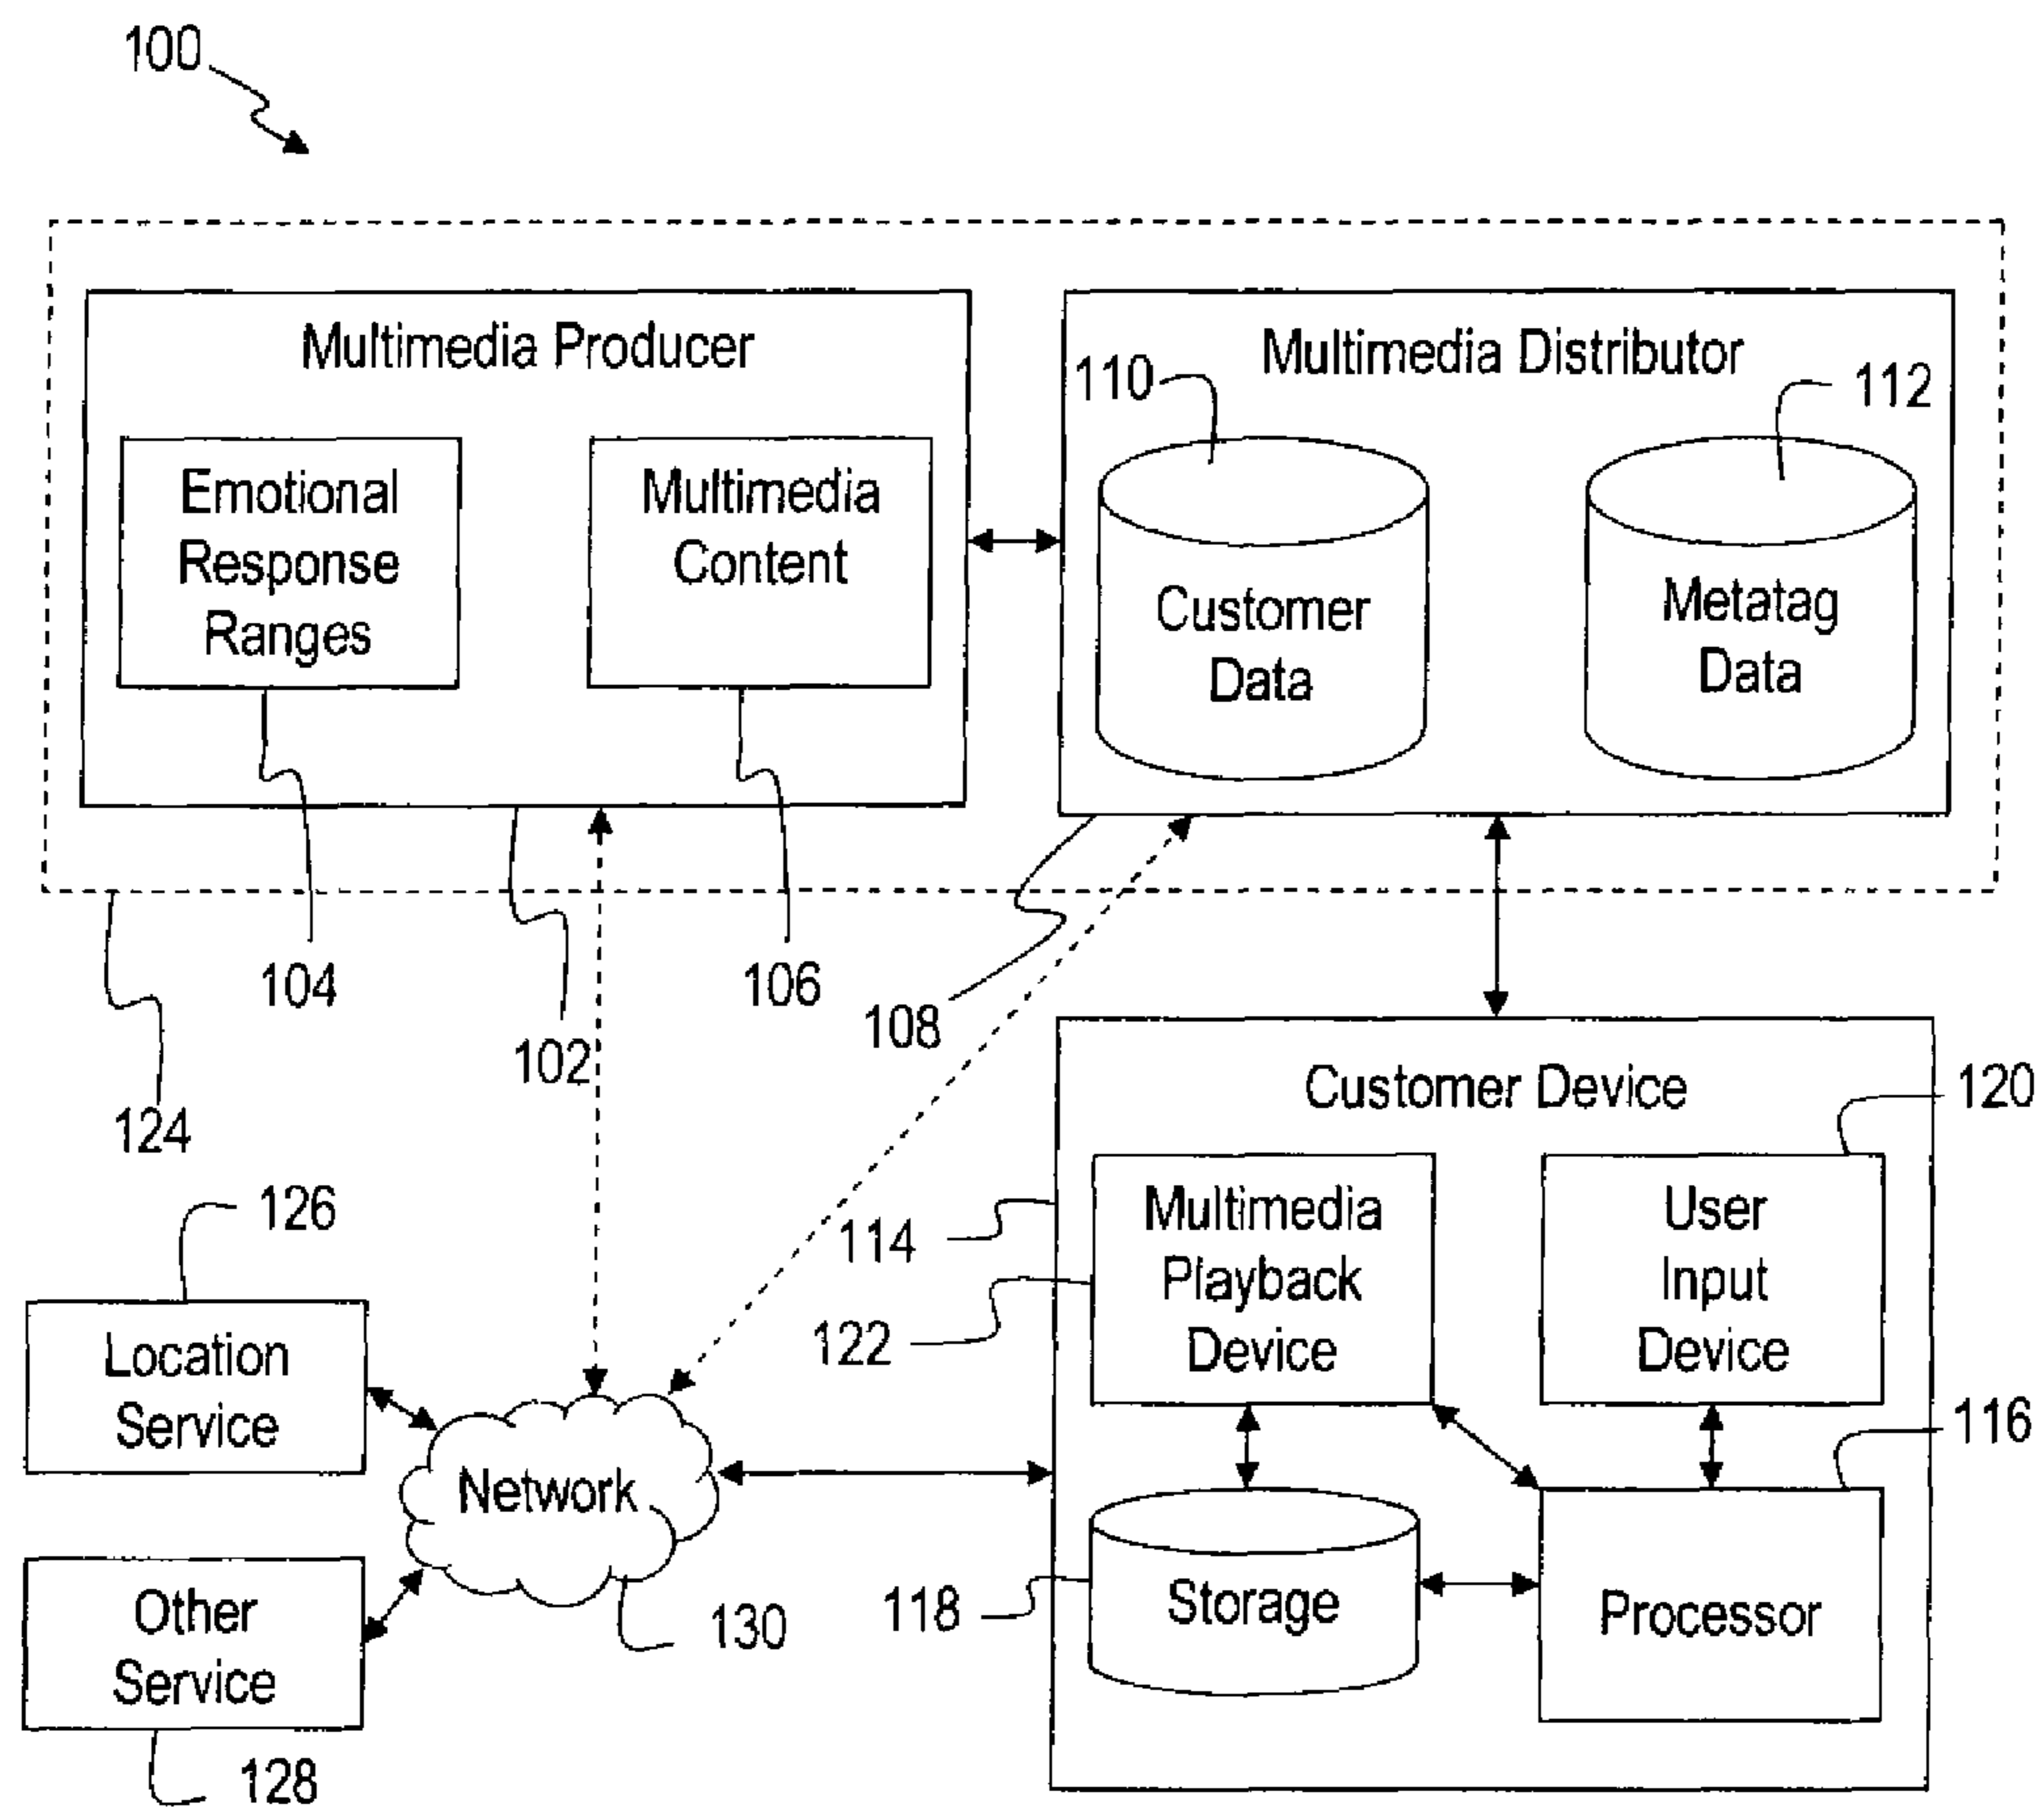 100
Multimedia Producer
Multimedia Distributor
110
112
Emotional
Response
Ranges
Multimedia
Content
Customer
Data
Metatag
Data
104
106
102
108
124
Customer Device
120
126
114
122
Multimedia
Playback
Device
User
Input
Device
Location
Service
116
Network
118
Storage
Processor
Other
Service
130
128